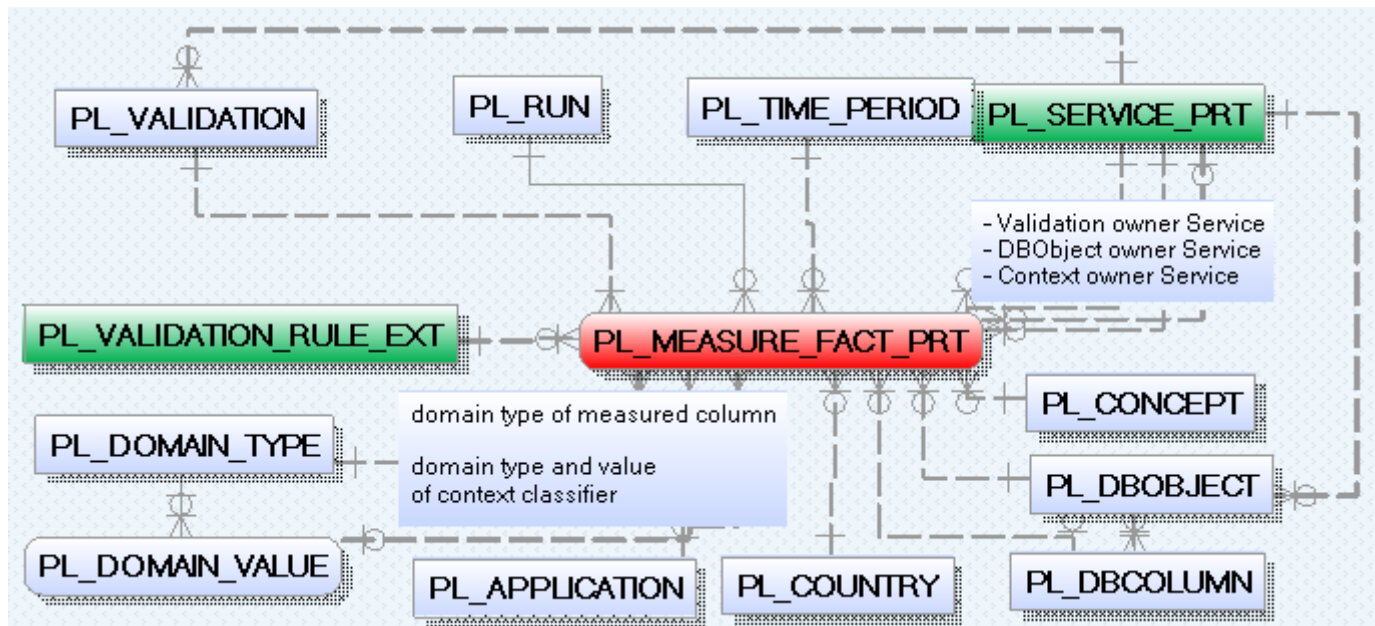 PL_VALIDATION
PL_RUN
PL_TIME_PERIOD
PL_SERVICE_PRT
- Validation owner Service
- DBObject owner Service
- Context owner Service
PL_VALIDATION_RULE_EXT
PL_MEASURE_FACT_PRT
PL_CONCEPT
domain type of measured column
domain type and value
of context classifier
PL_DOMAIN_TYPE
PL_DBOBJECT
PL_DOMAIN_VALUE
PL_APPLICATION
PL_COUNTRY
PL_DBCOLUMN